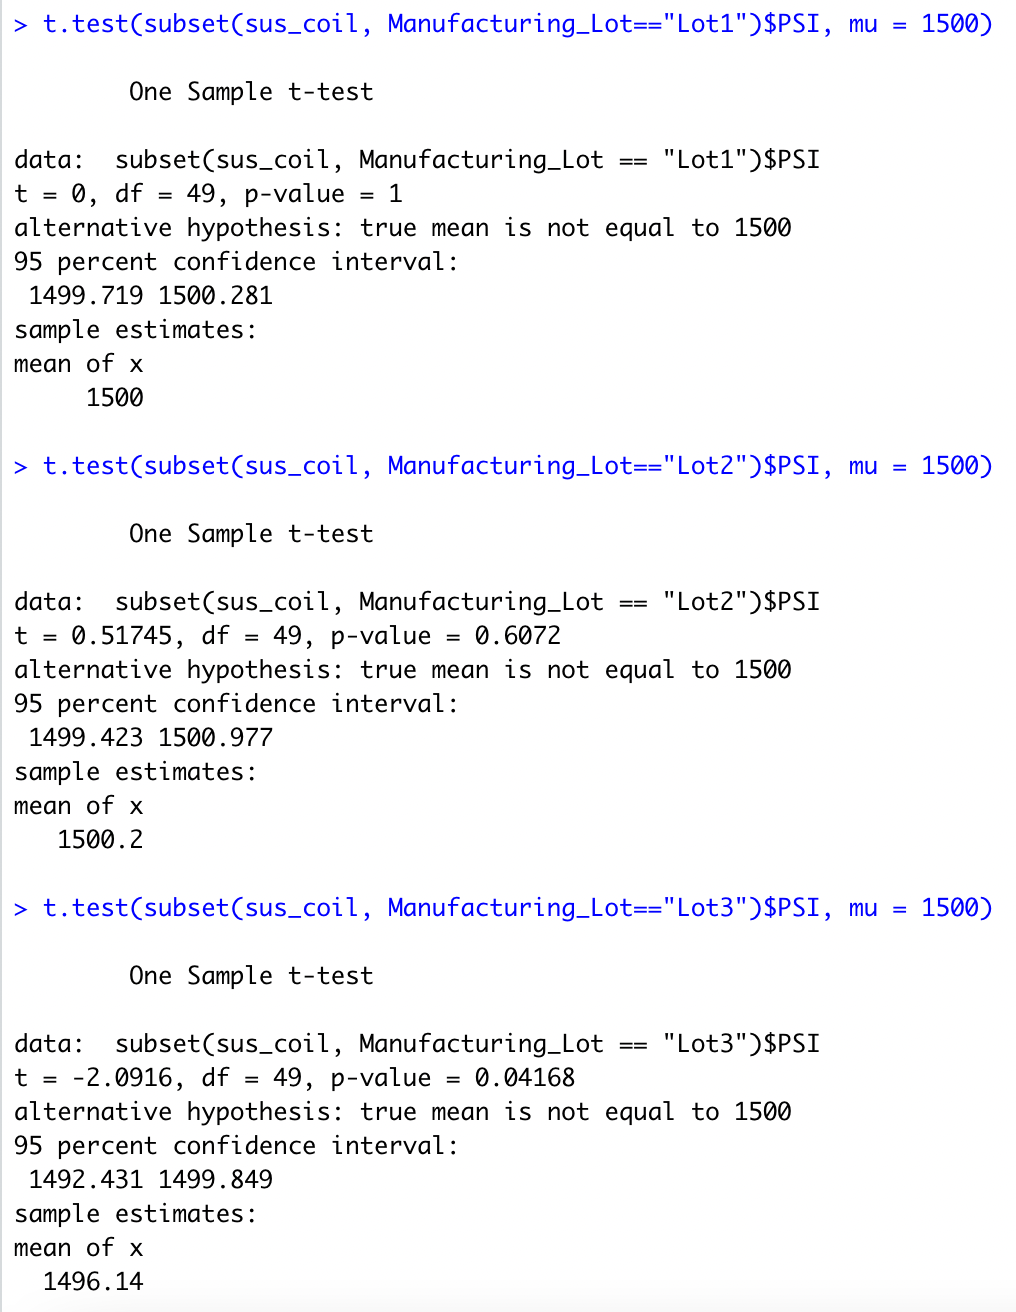 > t.test(subset(sus_coil, Manufacturing_Lot=="Lot1")$PSI, mu = 1500)
One Sample t-test
data:  subset(sus_coil, Manufacturing_Lot == "Lot1")$PSI
t = 0, df = 49, p-value = 1
alternative hypothesis: true mean is not equal to 1500
95 percent confidence interval:
1499.719 1500.281
sample estimates:
mean of x
1500
> t.test(subset(sus_coil, Manufacturing_Lot=="Lot2")$PSI, mu = 1500)
One Sample t-test
data:  subset(sus_coil, Manufacturing_Lot == "Lot2")$PSI
t = 0.51745, df = 49, p-value = 0.6072
alternative hypothesis: true mean is not equal to 1500
95 percent confidence interval:
1499.423 1500.977
sample estimates:
mean of x
1500.2
> t.test(subset(sus_coil, Manufacturing_Lot=="Lot3")$PSI, mu = 1500)
One Sample t-test
data:  subset(sus_coil, Manufacturing_Lot == "Lot3")$PSI
t = -2.0916, df = 49, p-value = 0.04168
alternative hypothesis: true mean is not equal to 1500
95 percent confidence interval:
1492.431 1499.849
sample estimates:
mean of x
1496.14